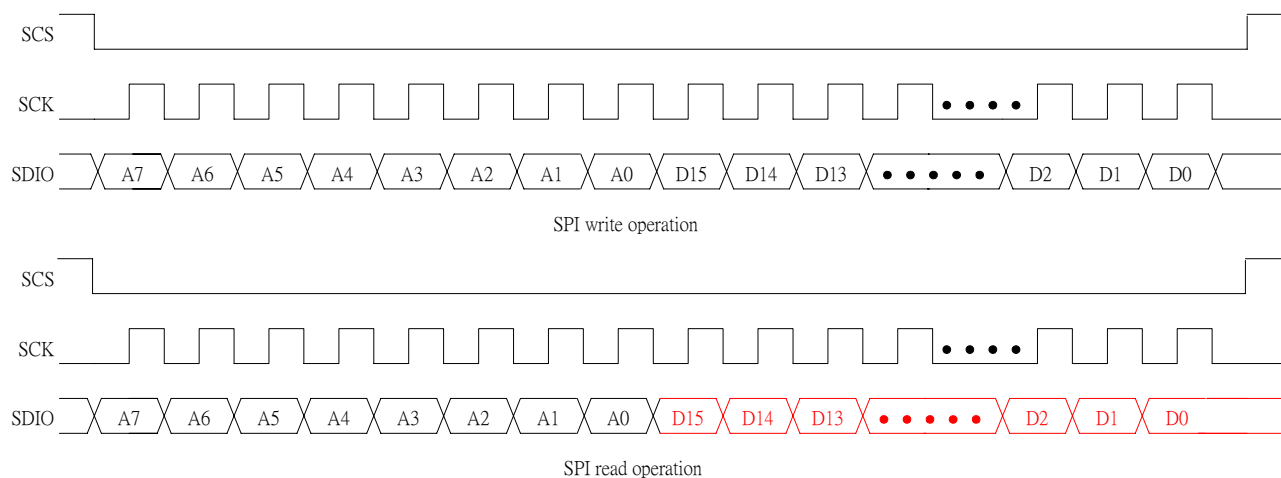 SCS
SCK
SDIO A7 A6 A5 A4 A3 A2 A1 A0 D15 D14 D13 D2 D1 D0
SPI write operation
SCS
SCK
SDIO A7 A6 A5 A4 A3 A2 A1 A0 D15 D14 D13 D2 D1 D0
SPI read operation